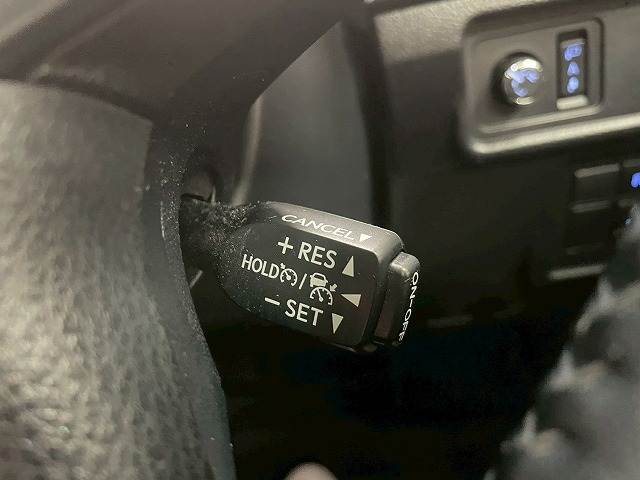 CANCEL
+ RES
HOLD /
- SET
ON-OFF